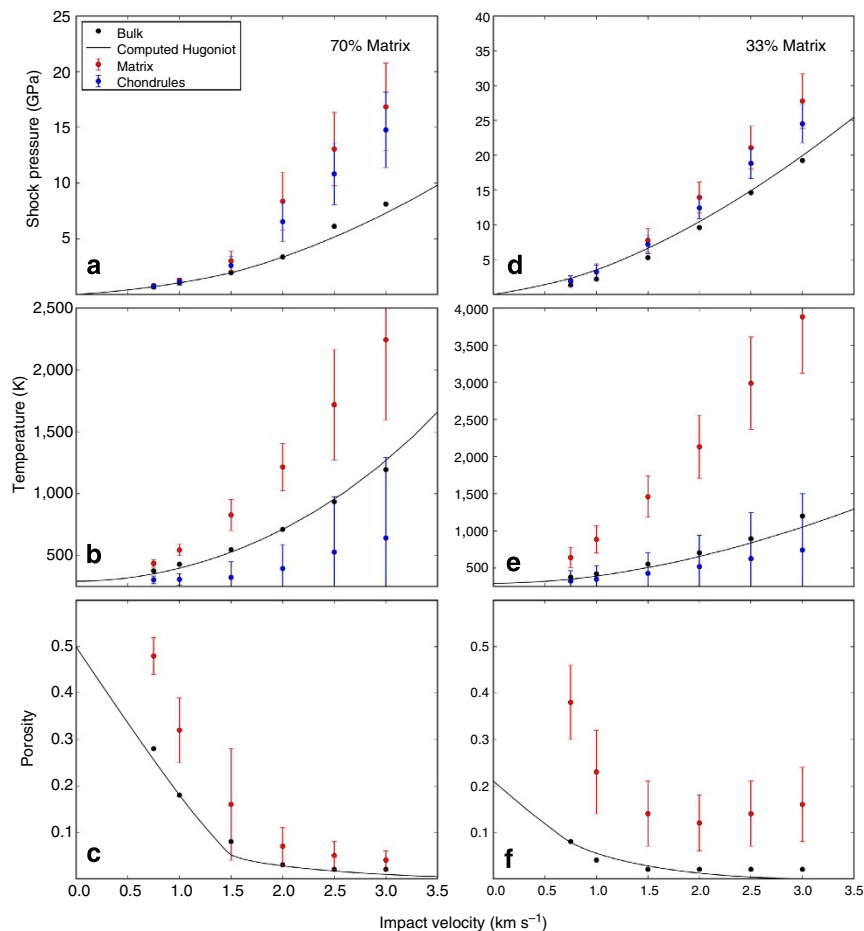 25
20
15
10
5
Shock pressure (GPa)
Bulk
Computed Hugoniot
Matrix
Chondrules
70% Matrix
a
40
35
30
25
20
15
10
5
33% Matrix
d
2,500
2,000
1,500
1,000
500
Temperature (K)
b
4,000
3,500
3,000
2,500
2,000
1,500
1,000
500
e
0.5
0.4
0.3
0.2
0.1
Porosity
c
0.0 0.5 1.0 1.5 2.0 2.5 3.0 3.5
0.5
0.4
0.3
0.2
0.1
f
0.0 0.5 1.0 1.5 2.0 2.5 3.0 3.5
Impact velocity (km s⁻¹)